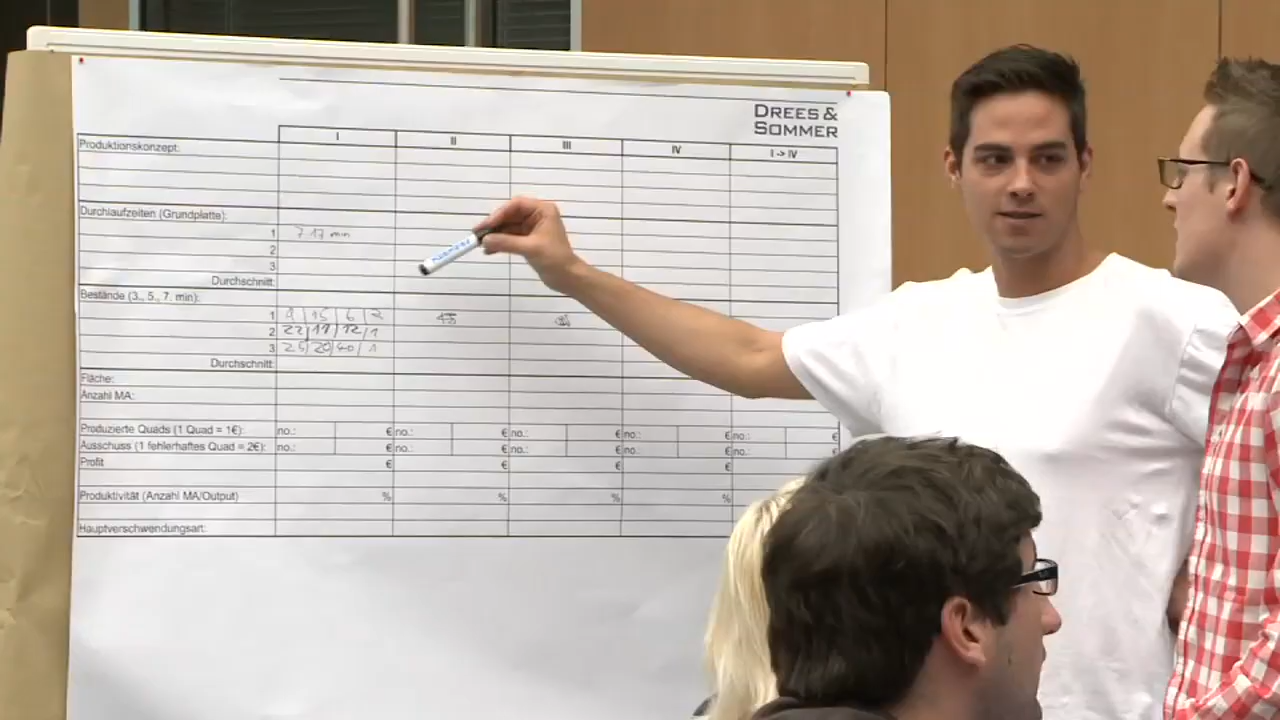 DREES &
SOMMER
I II III IV I -> IV
Produktionskonzept:
Durchlaufzeiten (Grundplatte):
1 7.17 min
2
3
Durchschnitt:
Bestände (3., 5., 7. min):
1 9 | 15 | 6 | 2
2 22 | 17 | 12 | 1
3 25 | 20 | 40 | 1
Durchschnitt:
Fläche:
Anzahl MA:
Produzierte Quads (1 Quad = 1€): no.: € no.: € no.: € no.: € no.: €
Ausschuss (1 fehlerhaftes Quad = 2€): no.: € no.: € no.: € no.: € no.: €
Profit € € € €
Produktivität (Anzahl MA/Output) % % % %
Hauptverschwendungsart: